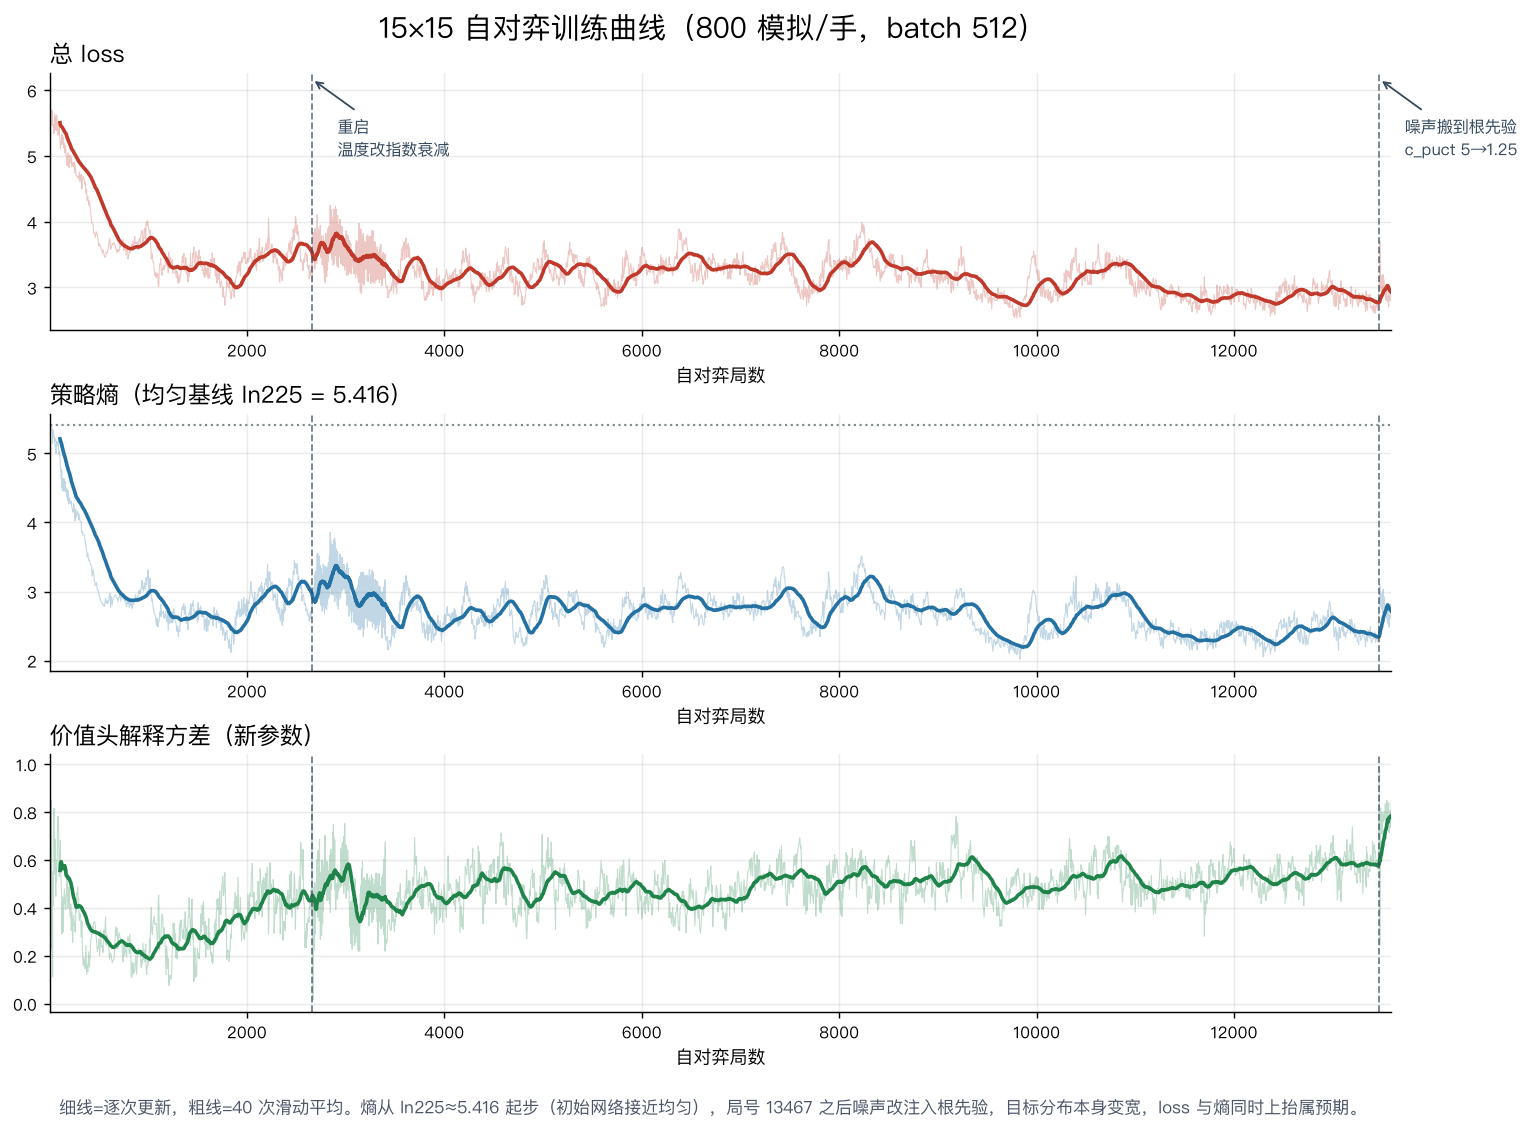 15×15 自对弈训练曲线（800 模拟/手，batch 512）
总 loss
6
5
4
3
重启
温度改指数衰减
噪声搬到根先验
c_puct 5→1.25
2000
4000
6000
8000
10000
12000
自对弈局数
策略熵（均匀基线 ln225 = 5.416）
5
4
3
2
2000
4000
6000
8000
10000
12000
自对弈局数
价值头解释方差（新参数）
1.0
0.8
0.6
0.4
0.2
0.0
2000
4000
6000
8000
10000
12000
自对弈局数
细线=逐次更新，粗线=40 次滑动平均。熵从 ln225≈5.416 起步（初始网络接近均匀）, 局号 13467 之后噪声改注入根先验，目标分布本身变宽，loss 与熵同时上抬属预期。